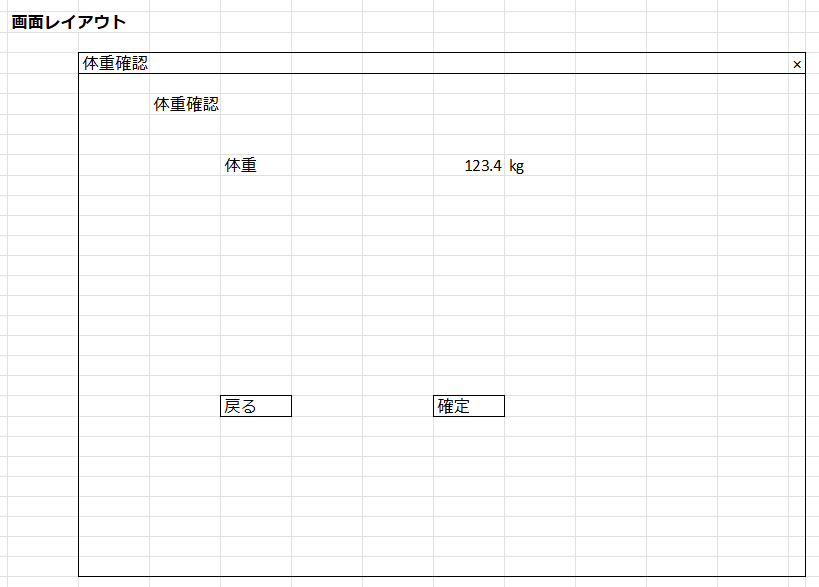 画面レイアウト
体重確認 ×
体重確認
体重 123.4 kg
戻る 確定